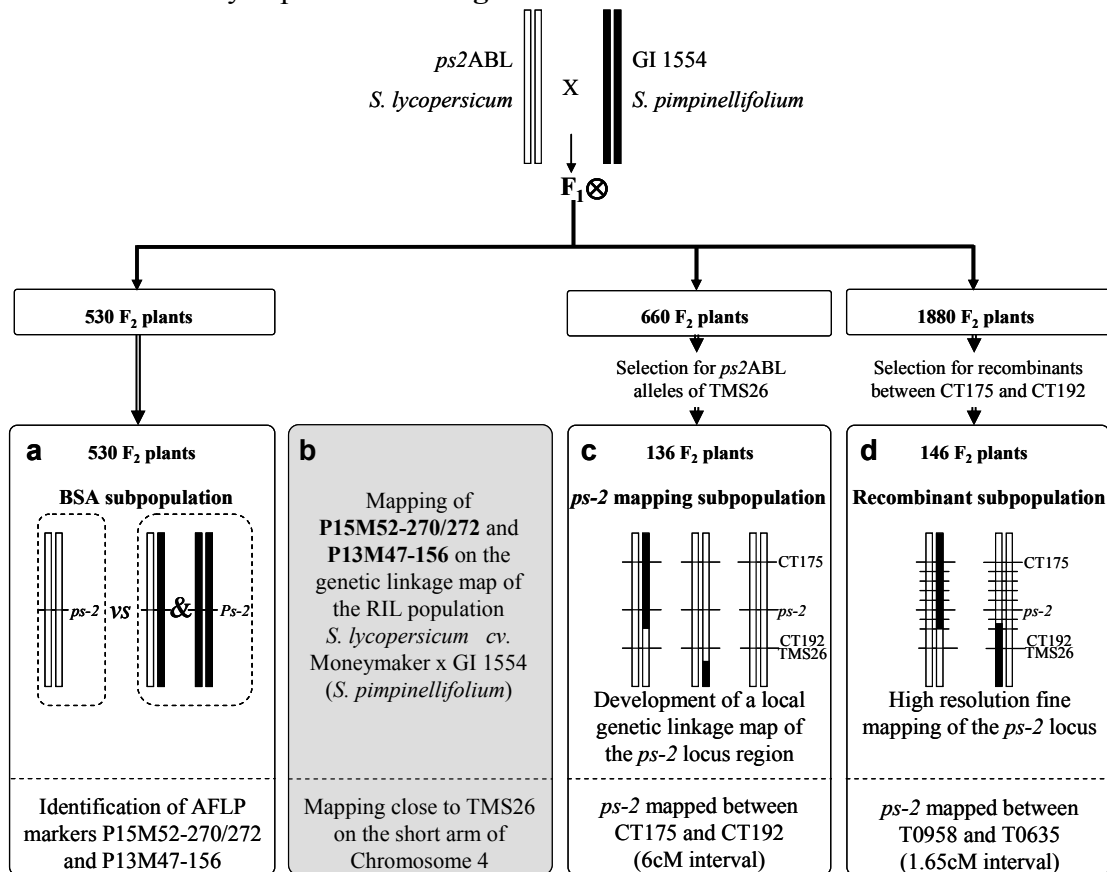 ps2ABL
S. lycopersicum
X
GI 1554
S. pimpinellifolium
F1⊗
530 F2 plants
660 F2 plants
1880 F2 plants
Selection for ps2ABL
alleles of TMS26
Selection for recombinants
between CT175 and CT192
a
530 F2 plants
BSA subpopulation
ps-2 vs & Ps-2
Identification of AFLP
markers P15M52-270/272
and P13M47-156
b
Mapping of
P15M52-270/272 and
P13M47-156 on the
genetic linkage map of
the RIL population
S. lycopersicum cv.
Moneymaker x GI 1554
(S. pimpinellifolium)
Mapping close to TMS26
on the short arm of
Chromosome 4
c
136 F2 plants
ps-2 mapping subpopulation
CT175
ps-2
CT192
TMS26
Development of a local
genetic linkage map of
the ps-2 locus region
ps-2 mapped between
CT175 and CT192
(6cM interval)
d
146 F2 plants
Recombinant subpopulation
CT175
ps-2
CT192
TMS26
High resolution fine
mapping of the ps-2 locus
ps-2 mapped between
T0958 and T0635
(1.65cM interval)